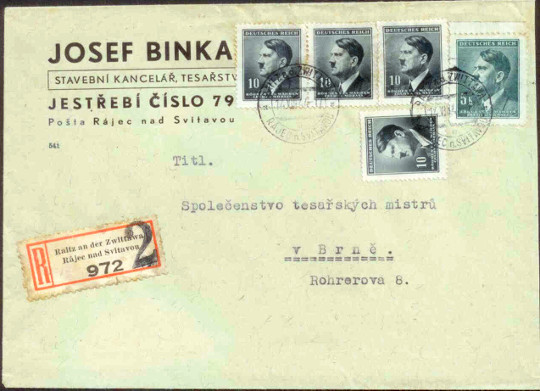 JOSEF BINKA
STAVEBNÍ KANCELÁŘ, TESAŘSTV
JESTŘEBÍ ČÍSLO 79
Pošta Rájec nad Svitavou
541
DEUTSCHES REICH
10
DEUTSCHES REICH
10
DEUTSCHES REICH
10
DEUTSCHES REICH
DEUTSCHES REICH
10
Titl.
Společenstvo tesařských mistrů
v Brně.
Rohrerova 8.
R
Raitz an der Zwittawa
Rájec nad Svitavou
972
2